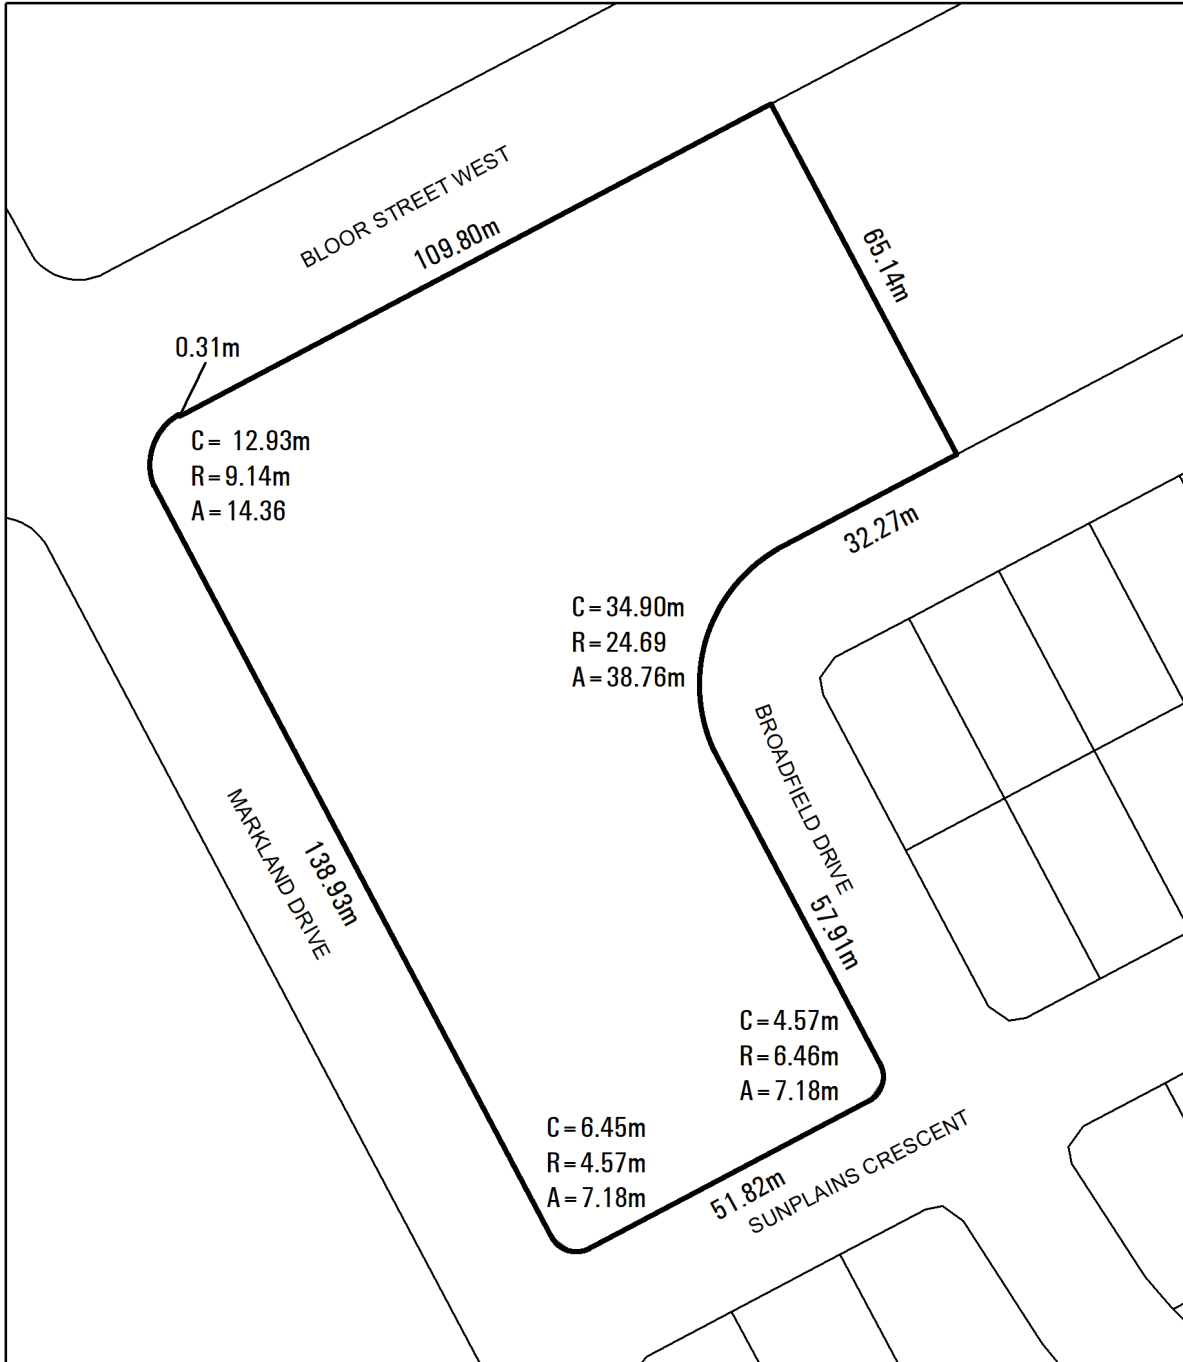 BLOOR STREET WEST
109.80m
65.14m
0.31m
C = 12.93m
R = 9.14m
A = 14.36
32.27m
C = 34.90m
R = 24.69
A = 38.76m
BROADFIELD DRIVE
MARKLAND DRIVE
138.93m
57.91m
C = 4.57m
R = 6.46m
A = 7.18m
C = 6.45m
R = 4.57m
A = 7.18m
51.82m
SUNPLAINS CRESCENT